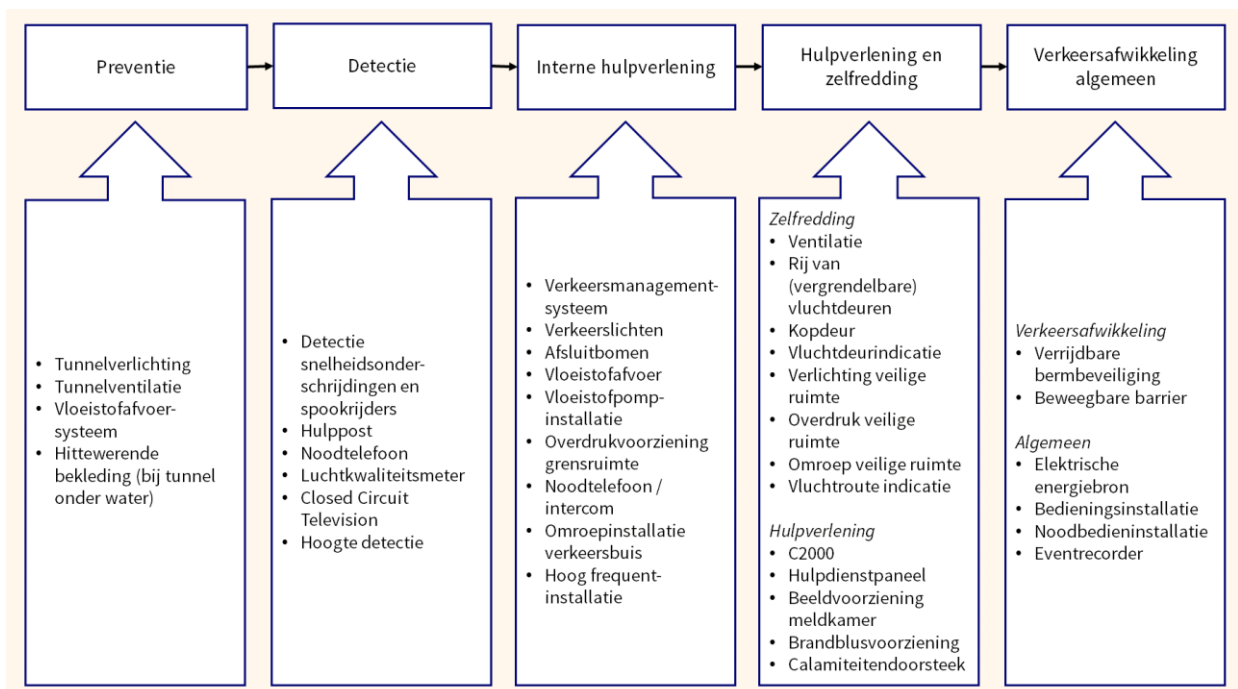 Preventie
Detectie
Interne hulpverlening
Hulpverlening en
zelfredding
Verkeersafwikkeling
algemeen
• Tunnelverlichting
• Tunnelventilatie
• Vloeistofafvoer-
systeem
• Hittewerende
bekleding (bij tunnel
onder water)
• Detectie
snelheidsonder-
schrijdingen en
spookrijders
• Hulppost
• Noodtelefoon
• Luchtkwaliteitsmeter
• Closed Circuit
Television
• Hoogte detectie
• Verkeersmanagement-
systeem
• Verkeerslichten
• Afsluitbomen
• Vloeistofafvoer
• Vloeistofpomp-
installatie
• Overdrukvoorziening
grensruimte
• Noodtelefoon /
intercom
• Omroepinstallatie
verkeersbuis
• Hoog frequent-
installatie
Zelfredding
• Ventilatie
• Rij van
(vergrendelbare)
vluchtdeuren
• Kopdeur
• Vluchtdeurindicatie
• Verlichting veilige
ruimte
• Overdruk veilige
ruimte
• Omroep veilige ruimte
• Vluchtroute indicatie
Hulpverlening
• C2000
• Hulpdienstpaneel
• Beeldvoorziening
meldkamer
• Brandblusvoorziening
• Calamiteitendoorsteek
Verkeersafwikkeling
• Verrijdbare
bermbeveiliging
• Beweegbare barrier
Algemeen
• Elektrische
energiebron
• Bedieningsinstallatie
• Noodbedieninstallatie
• Eventrecorder